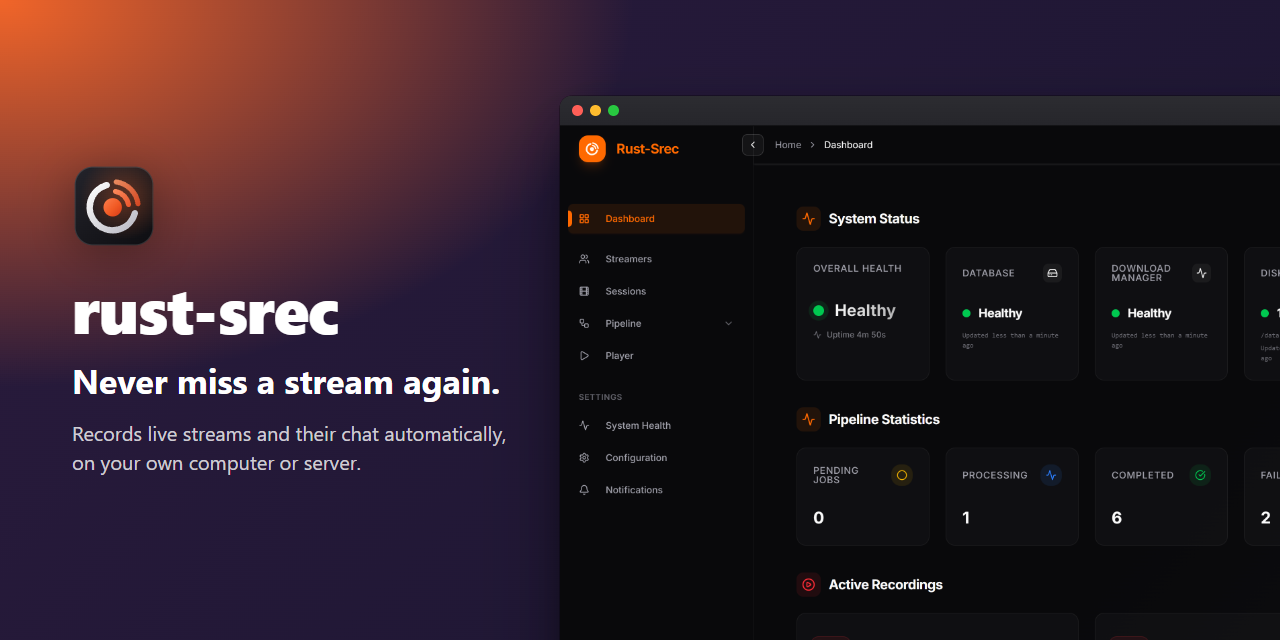 rust-srec
Never miss a stream again.
Records live streams and their chat automatically,
on your own computer or server.
Rust-Srec
Home
Dashboard
Dashboard
Streamers
Sessions
Pipeline
Player
SETTINGS
System Health
Configuration
Notifications
System Status
OVERALL HEALTH
Healthy
Uptime 4m 50s
DATABASE
Healthy
Updated less than a minute
ago
DOWNLOAD
MANAGER
Healthy
Updated less than a minute
ago
/data
ago
Pipeline Statistics
PENDING
JOBS
0
PROCESSING
1
COMPLETED
6
2
Active Recordings